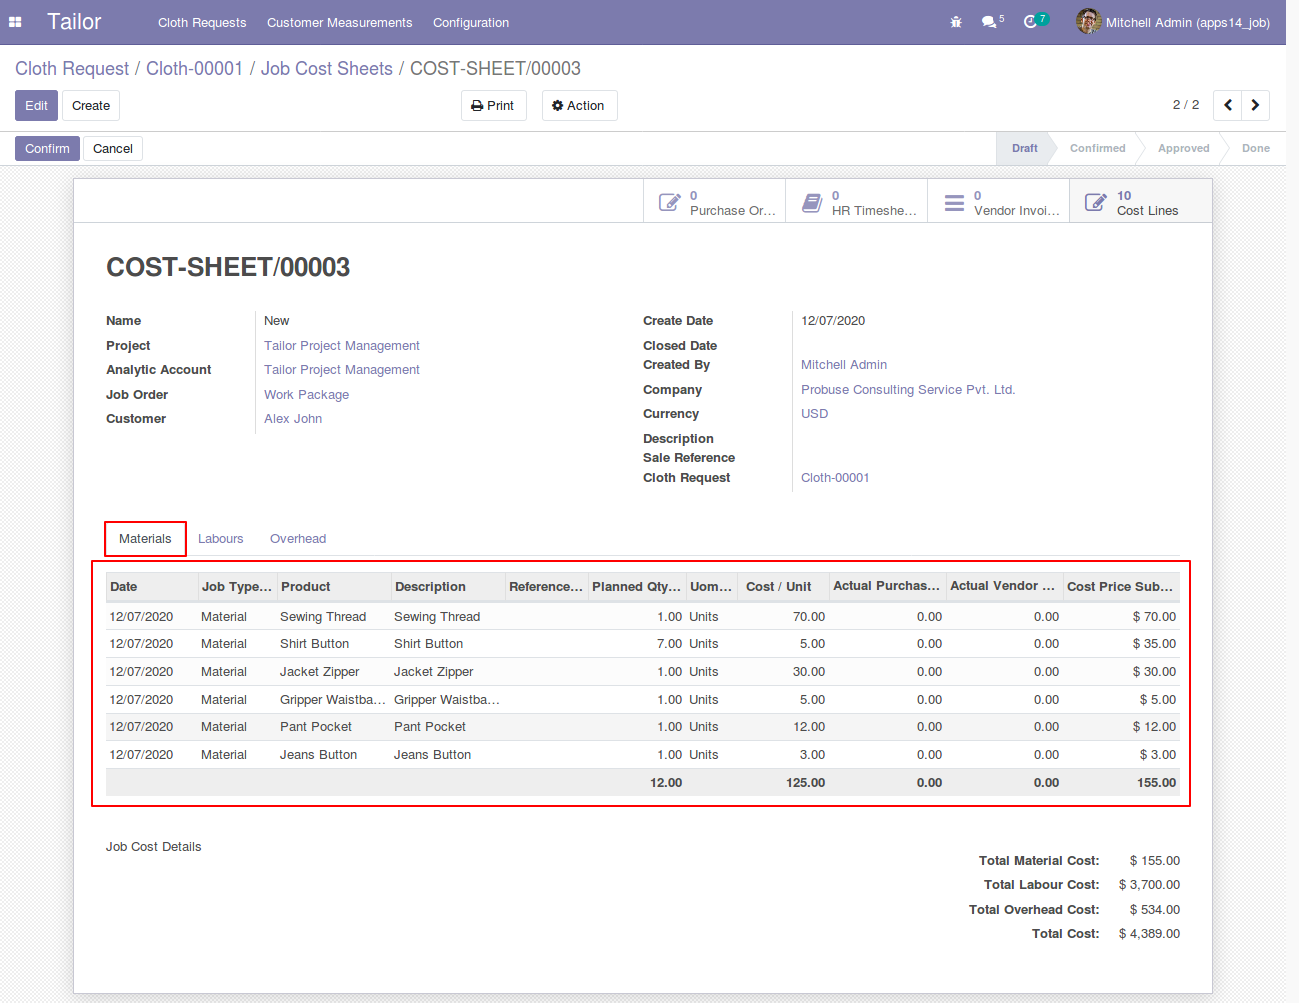 Tailor Cloth Requests Customer Measurements Configuration 5 7 Mitchell Admin (apps14_job)
Cloth Request / Cloth-00001 / Job Cost Sheets / COST-SHEET/00003
Edit Create Print Action 2 / 2
Confirm Cancel Draft Confirmed Approved Done
0 0 0 10
Purchase Or... HR Timeshe... Vendor Invoi... Cost Lines
COST-SHEET/00003
Name New Create Date 12/07/2020
Project Tailor Project Management Closed Date
Analytic Account Tailor Project Management Created By Mitchell Admin
Job Order Work Package Company Probuse Consulting Service Pvt. Ltd.
Customer Alex John Currency USD
Description
Sale Reference
Cloth Request Cloth-00001
Materials Labours Overhead
Date Job Type... Product Description Reference... Planned Qty... Uom... Cost / Unit Actual Purchas... Actual Vendor ... Cost Price Sub...
12/07/2020 Material Sewing Thread Sewing Thread 1.00 Units 70.00 0.00 0.00 $ 70.00
12/07/2020 Material Shirt Button Shirt Button 7.00 Units 5.00 0.00 0.00 $ 35.00
12/07/2020 Material Jacket Zipper Jacket Zipper 1.00 Units 30.00 0.00 0.00 $ 30.00
12/07/2020 Material Gripper Waistba... Gripper Waistba... 1.00 Units 5.00 0.00 0.00 $ 5.00
12/07/2020 Material Pant Pocket Pant Pocket 1.00 Units 12.00 0.00 0.00 $ 12.00
12/07/2020 Material Jeans Button Jeans Button 1.00 Units 3.00 0.00 0.00 $ 3.00
12.00 125.00 0.00 0.00 155.00
Job Cost Details
Total Material Cost: $ 155.00
Total Labour Cost: $ 3,700.00
Total Overhead Cost: $ 534.00
Total Cost: $ 4,389.00